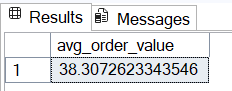 Results Messages
avg_order_value
1 38.3072623343546